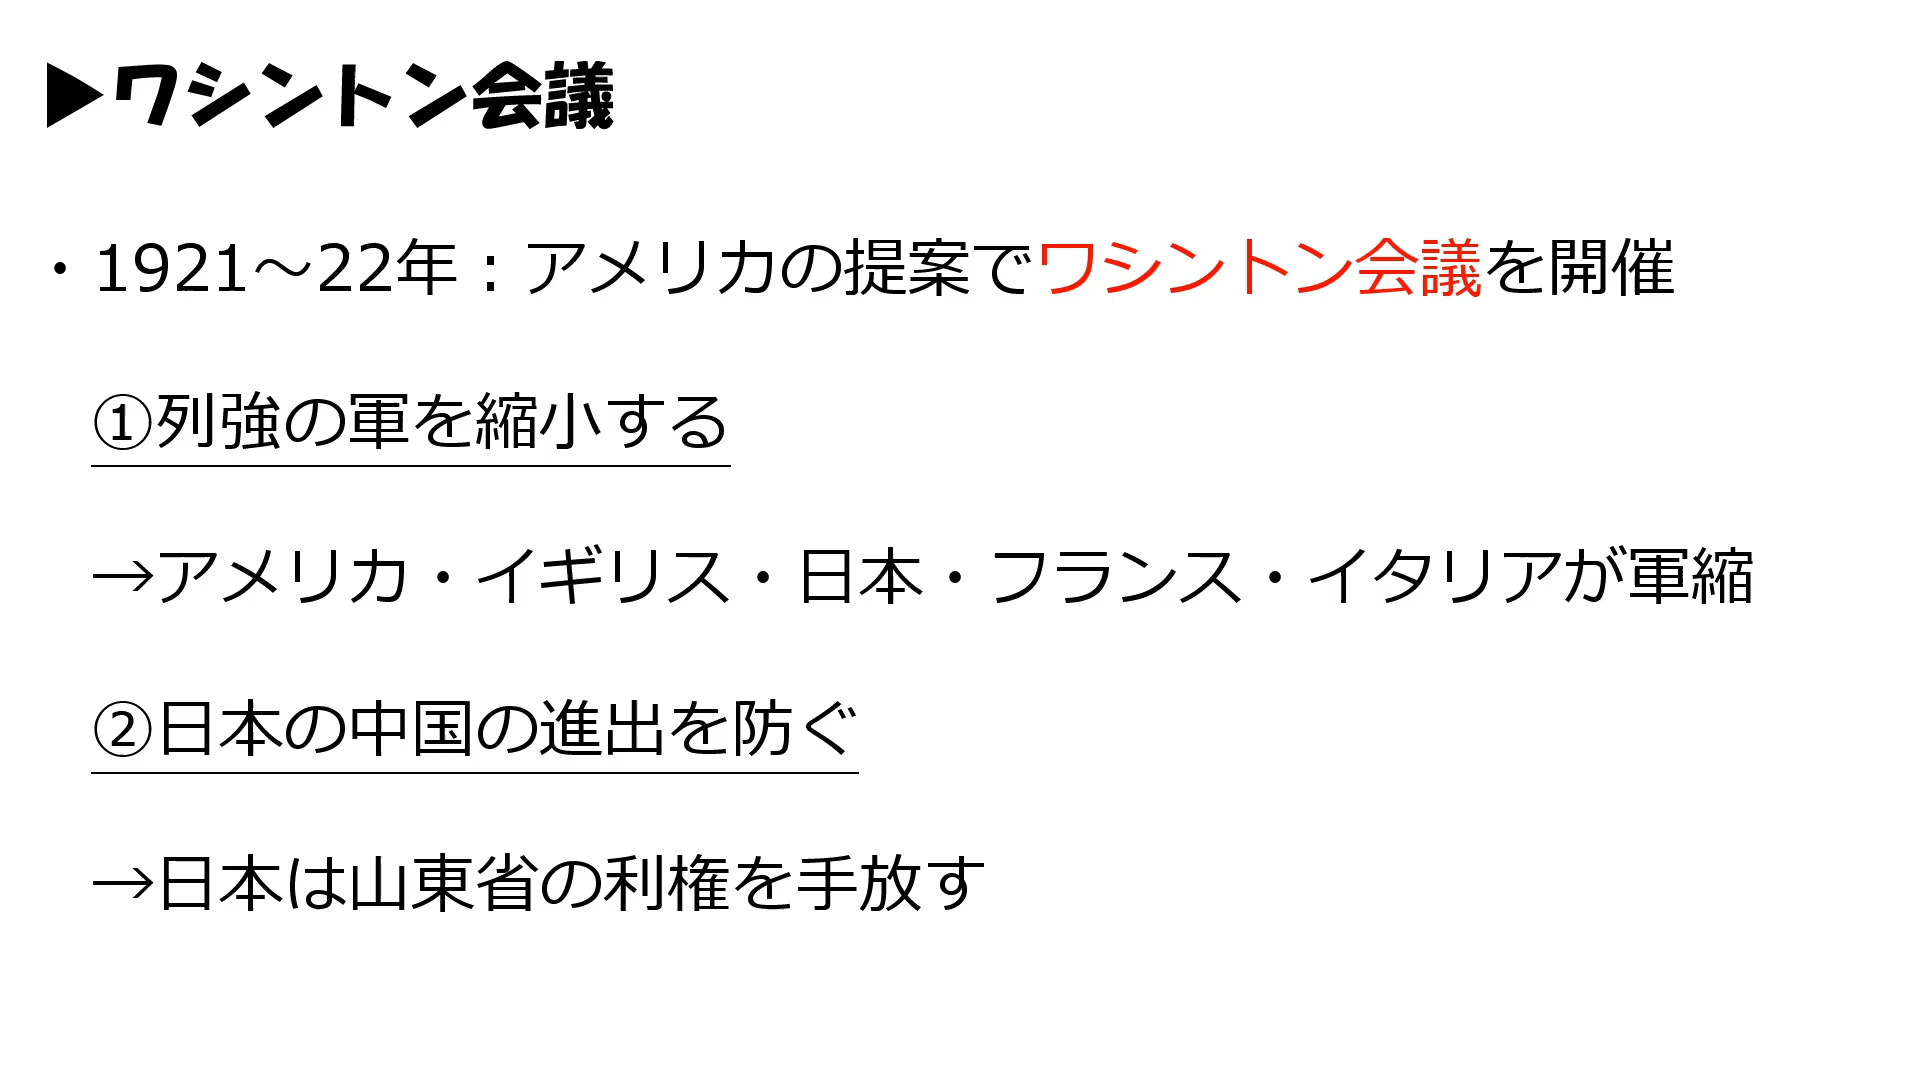 ▶ワシントン会議
・1921～22年：アメリカの提案でワシントン会議を開催
①列強の軍を縮小する
→アメリカ・イギリス・日本・フランス・イタリアが軍縮
②日本の中国の進出を防ぐ
→日本は山東省の利権を手放す